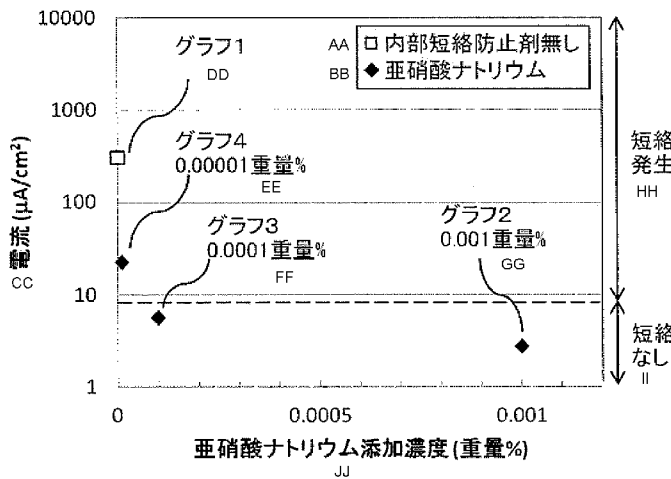 10000
1000
100
10
1
電流 (μA/cm²)
CC
グラフ1
DD
AA □ 内部短絡防止剤無し
BB ◆ 亜硝酸ナトリウム
グラフ4
0.00001重量%
EE
グラフ3
0.0001重量%
FF
グラフ2
0.001重量%
GG
短絡
発生
HH
短絡
なし
II
0
0.0005
0.001
亜硝酸ナトリウム添加濃度(重量%)
JJ